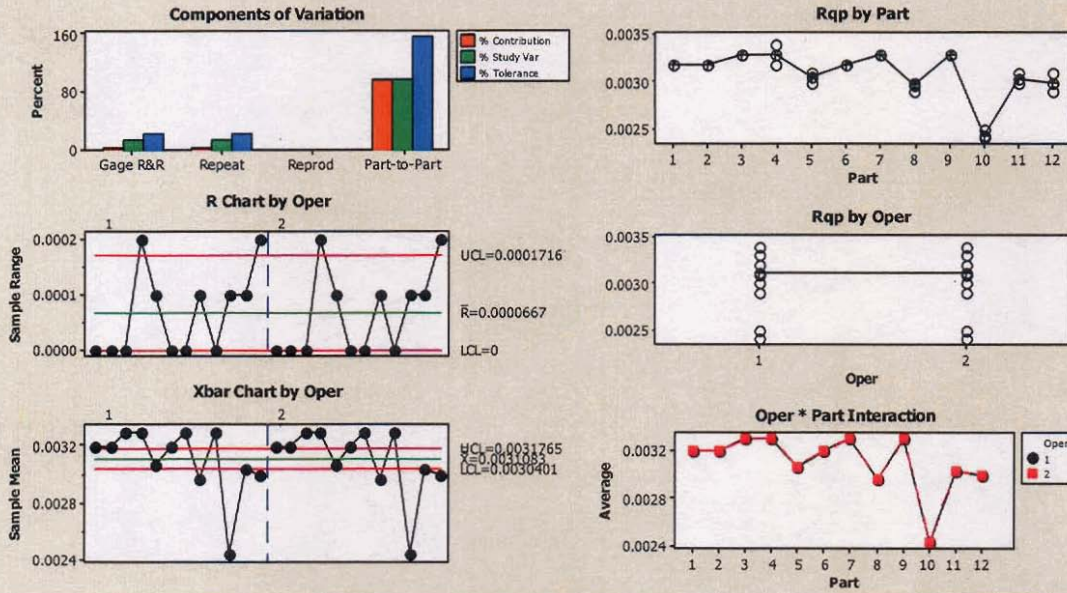 Components of Variation
160
80
0
Percent
Gage R&R Repeat Reprod Part-to-Part
% Contribution
% Study Var
% Tolerance
R Chart by Oper
1 2
0.0002
0.0001
0.0000
Sample Range
UCL=0.0001716
R̅=0.0000667
LCL=0
Xbar Chart by Oper
1 2
0.0032
0.0028
0.0024
Sample Mean
UCL=0.0031765
X̿=0.0031083
LCL=0.0030401
Rqp by Part
0.0035
0.0030
0.0025
1 2 3 4 5 6 7 8 9 10 11 12
Part
Rqp by Oper
0.0035
0.0030
0.0025
1 2
Oper
Oper * Part Interaction
0.0032
0.0028
0.0024
Average
1 2 3 4 5 6 7 8 9 10 11 12
Part
Oper
1
2